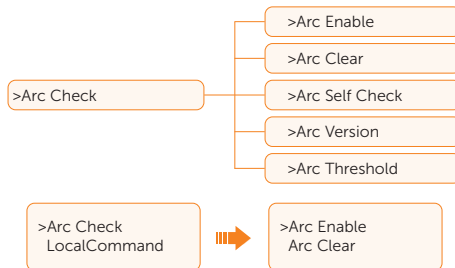 >Arc Enable
>Arc Clear
>Arc Check
>Arc Self Check
>Arc Version
>Arc Threshold
>Arc Check
LocalCommand
>Arc Enable
Arc Clear